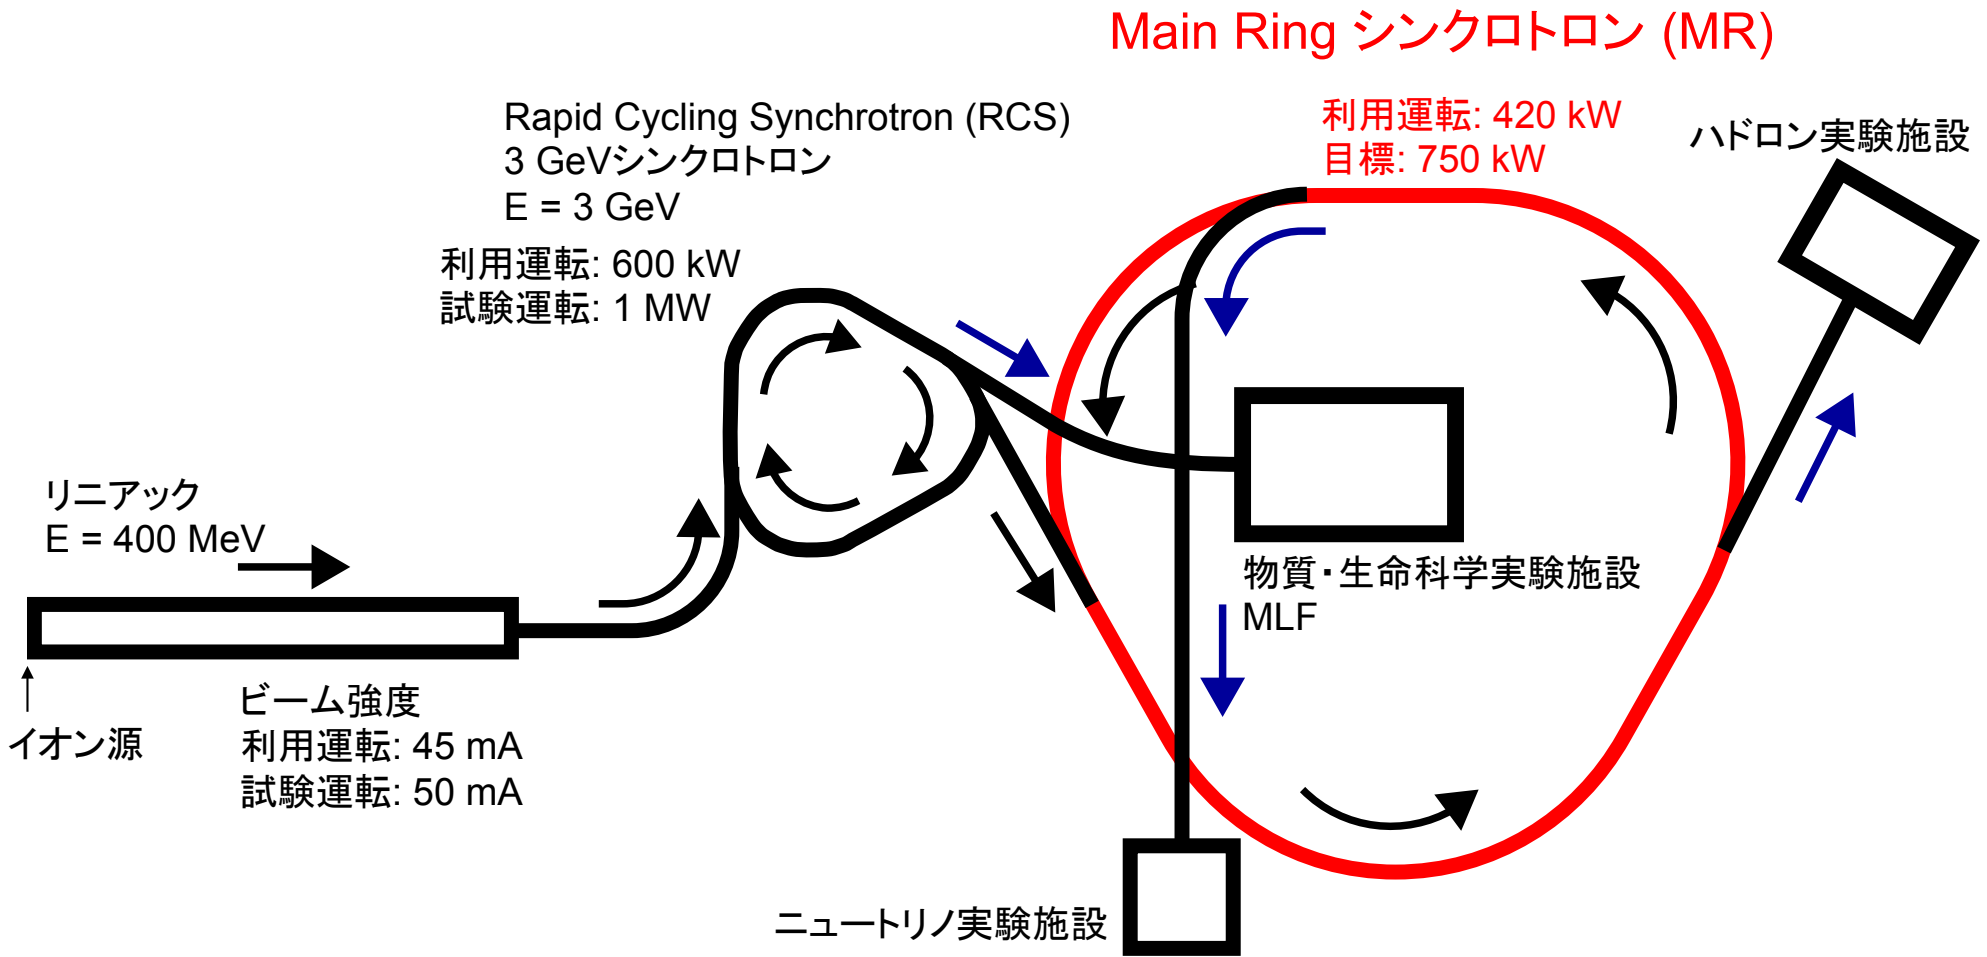 Main Ring シンクロトロン (MR)
Rapid Cycling Synchrotron (RCS)
3 GeVシンクロトロン
E = 3 GeV
利用運転: 600 kW
試験運転: 1 MW
利用運転: 420 kW
目標: 750 kW
ハドロン実験施設
リニアック
E = 400 MeV
物質・生命科学実験施設
MLF
イオン源
ビーム強度
利用運転: 45 mA
試験運転: 50 mA
ニュートリノ実験施設